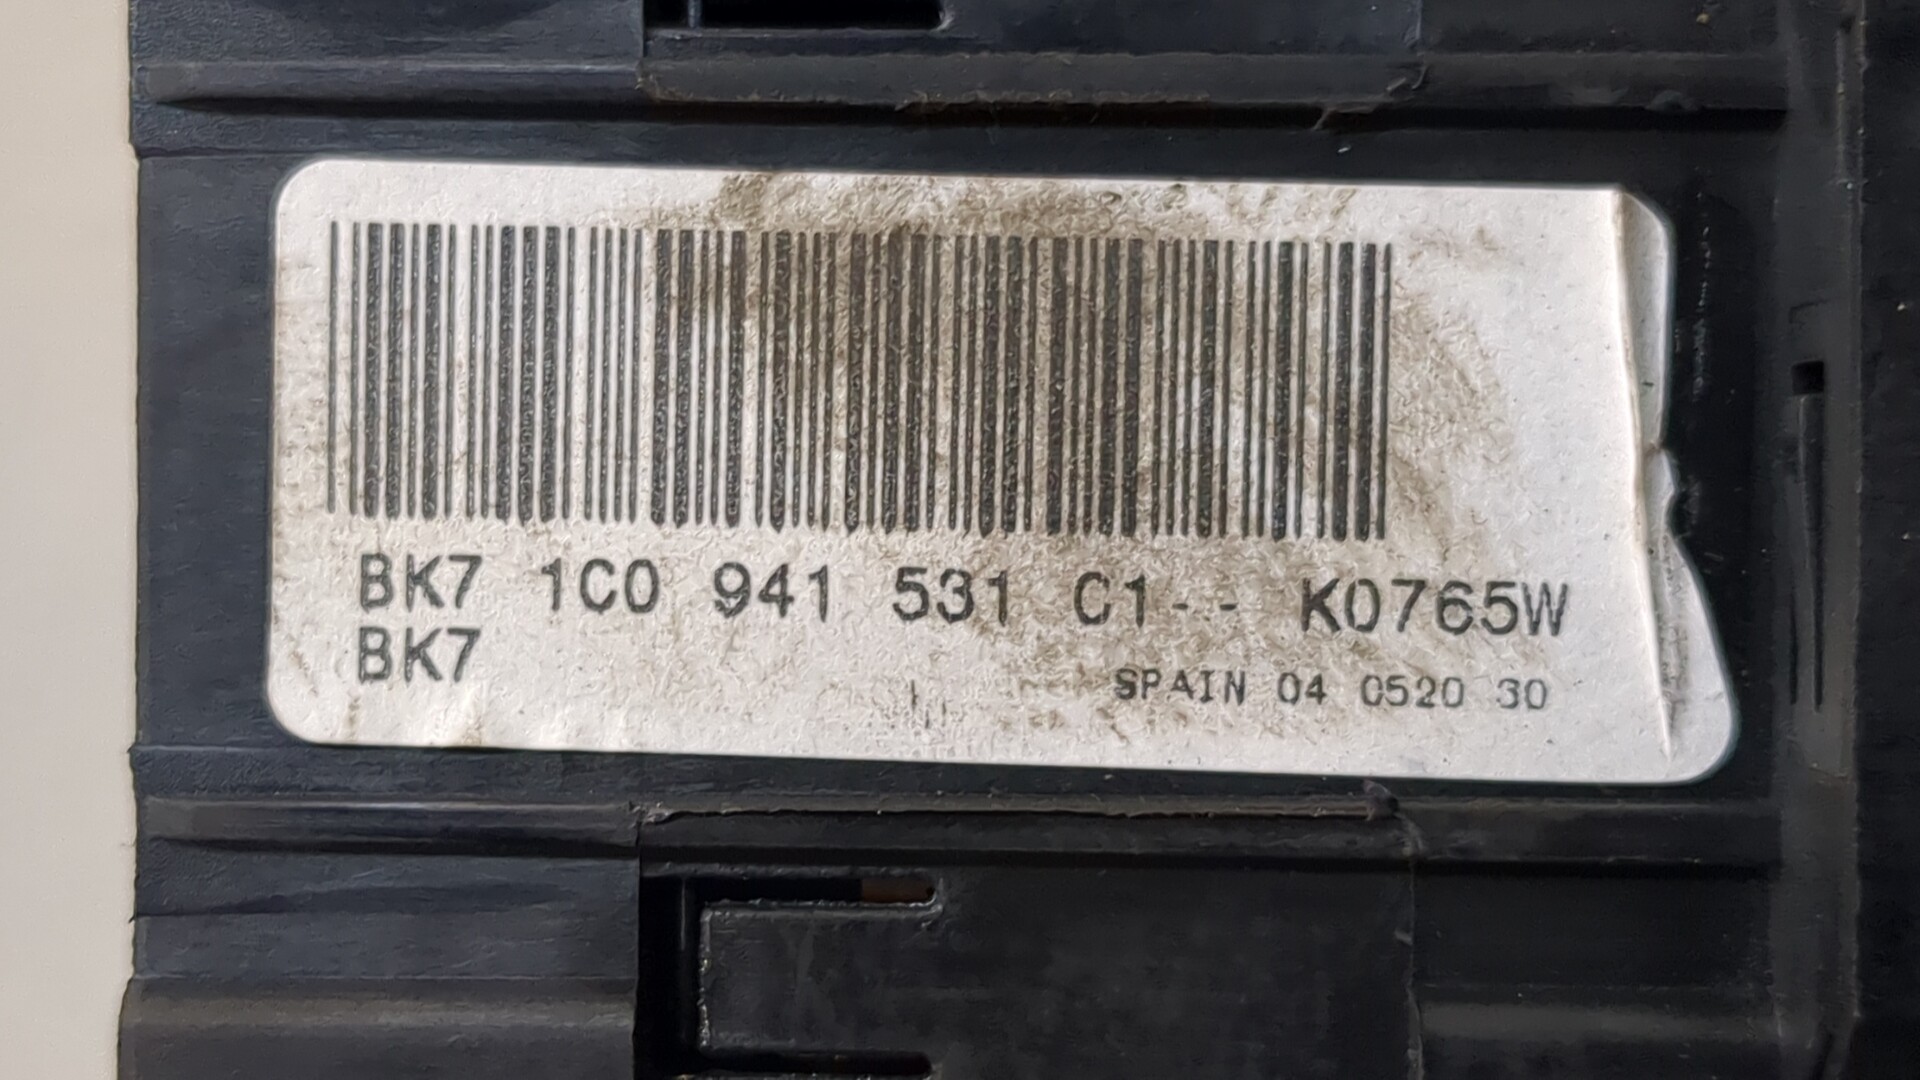 BK7 1C0 941 531 C1-- K0765W
BK7
SPAIN 04 0520 30